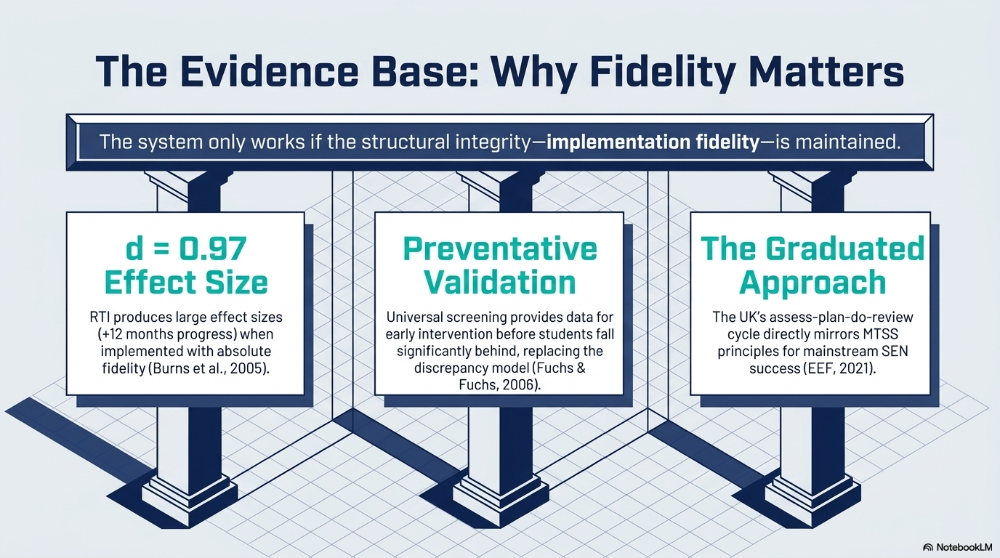 The Evidence Base: Why Fidelity Matters
The system only works if the structural integrity—implementation fidelity—is maintained.
d = 0.97
Effect Size
RTI produces large effect sizes
(+12 months progress) when
implemented with absolute
fidelity (Burns et al., 2005).
Preventative
Validation
Universal screening provides data for
early intervention before students fall
significantly behind, replacing the
discrepancy model (Fuchs &
Fuchs, 2006).
The Graduated
Approach
The UK's assess-plan-do-review
cycle directly mirrors MTSS
principles for mainstream SEN
success (EEF, 2021).
NotebookLM